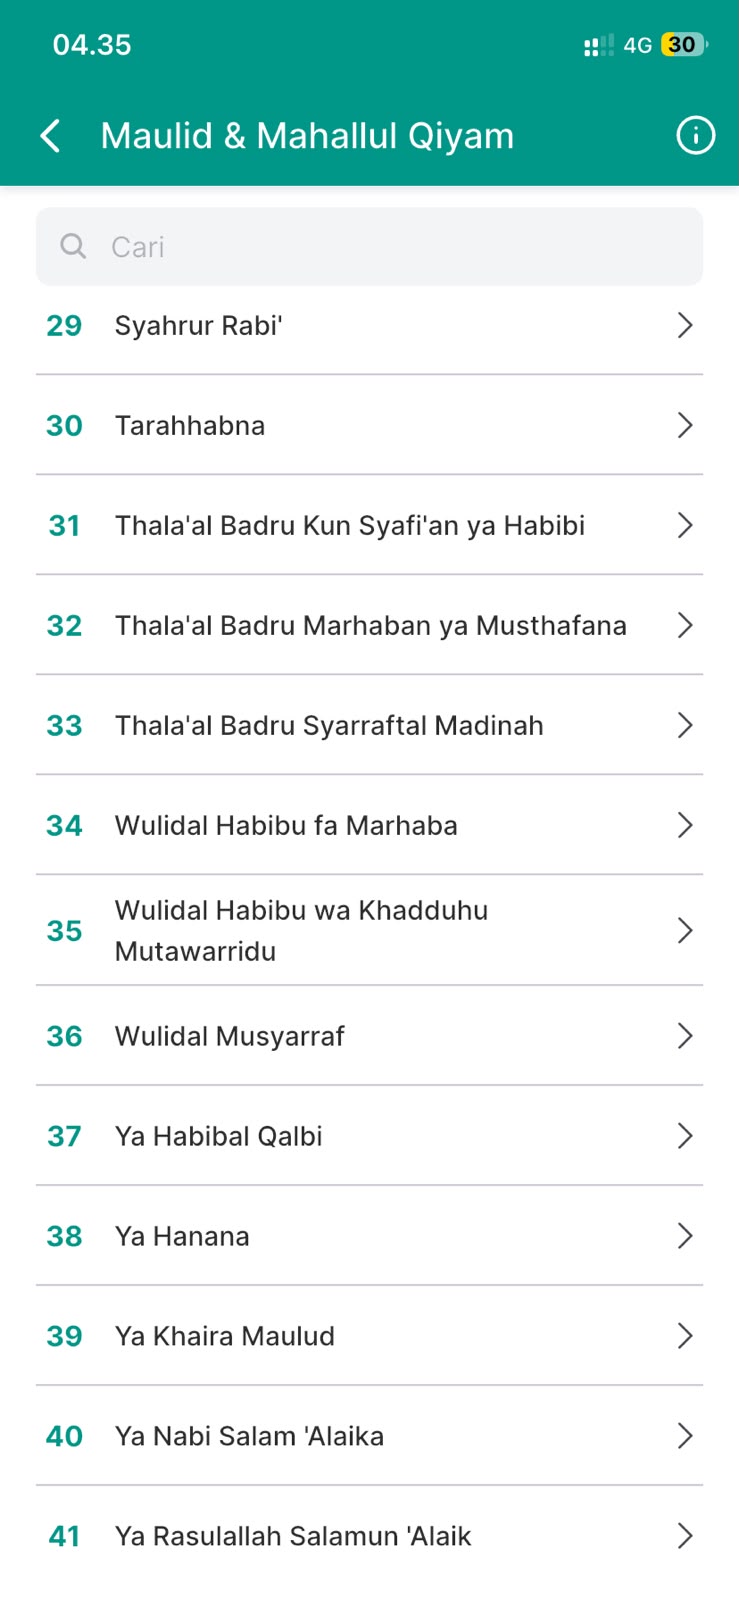 04.35
4G 30
Maulid & Mahallul Qiyam
Cari
29 Syahrur Rabi'
30 Tarahhabna
31 Thala'al Badru Kun Syafi'an ya Habibi
32 Thala'al Badru Marhaban ya Musthafana
33 Thala'al Badru Syarraftal Madinah
34 Wulidal Habibu fa Marhaba
35 Wulidal Habibu wa Khadduhu
Mutawarridu
36 Wulidal Musyarraf
37 Ya Habibal Qalbi
38 Ya Hanana
39 Ya Khaira Maulud
40 Ya Nabi Salam 'Alaika
41 Ya Rasulallah Salamun 'Alaik